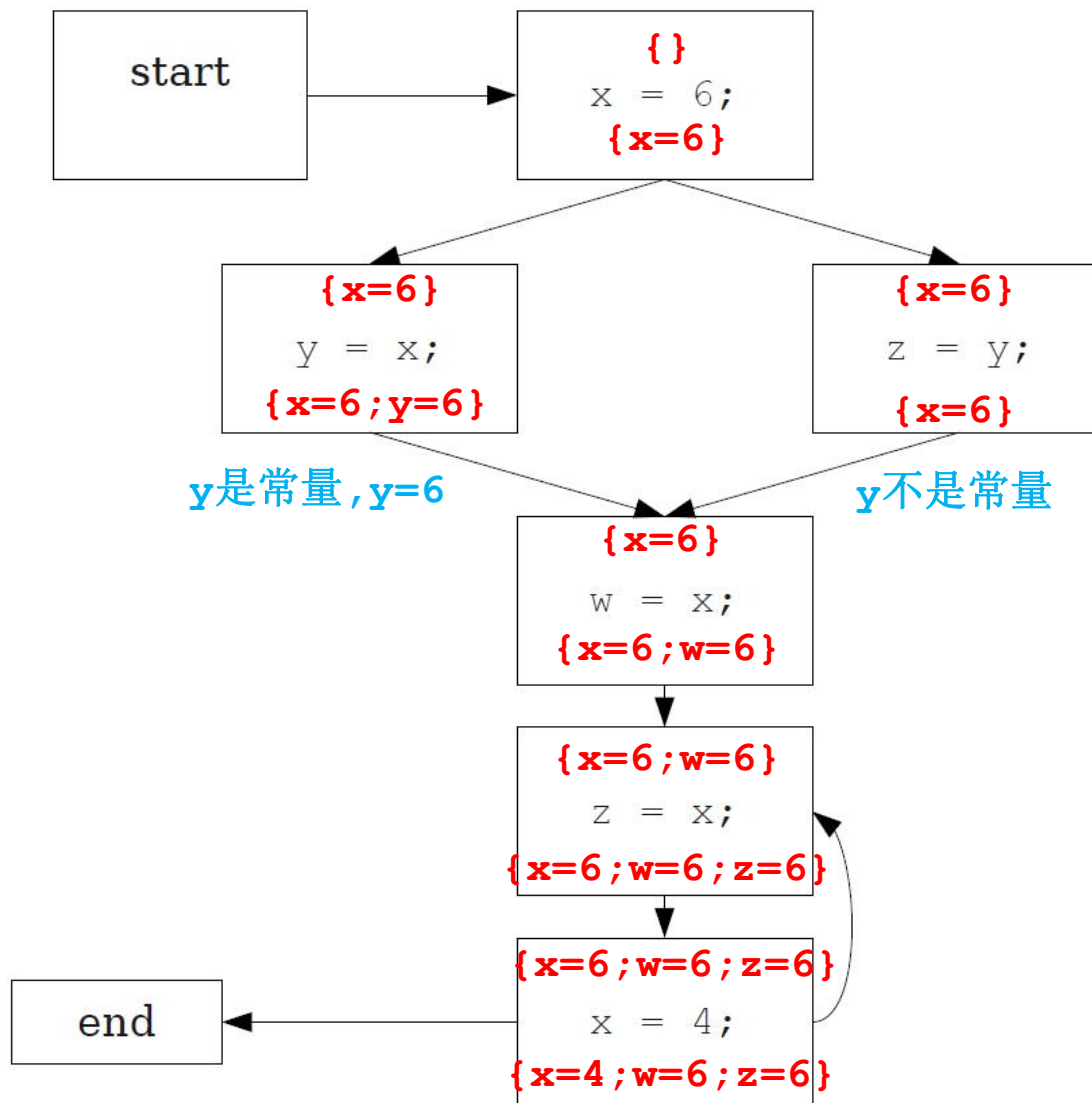 start
{}
x = 6;
{x=6}
{x=6}
y = x;
{x=6;y=6}
{x=6}
z = y;
{x=6}
y是常量,y=6
y不是常量
{x=6}
w = x;
{x=6;w=6}
{x=6;w=6}
z = x;
{x=6;w=6;z=6}
{x=6;w=6;z=6}
x = 4;
{x=4;w=6;z=6}
end